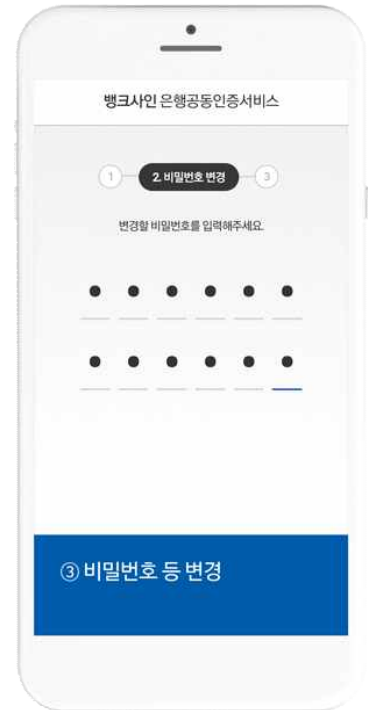 뱅크사인 은행공동인증서비스
1 2. 비밀번호 변경 3
변경할 비밀번호를 입력해주세요.
③ 비밀번호 등 변경